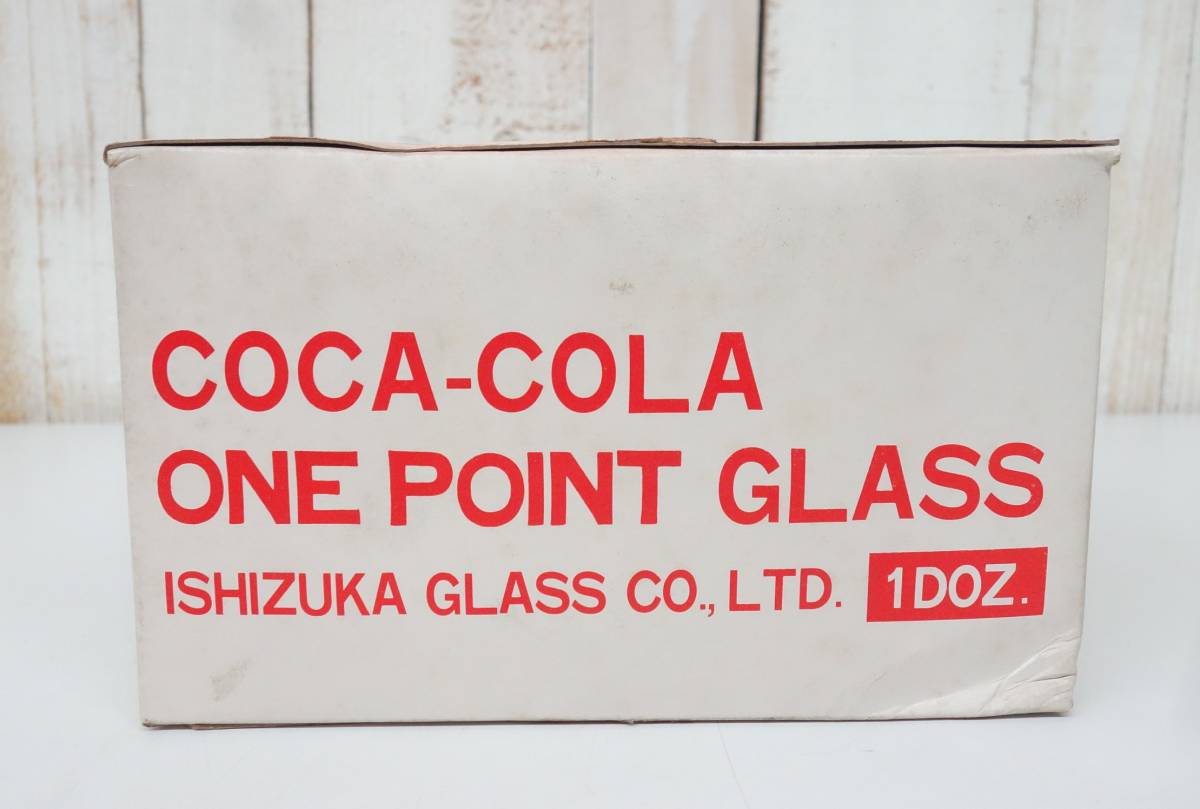 COCA-COLA
ONE POINT GLASS
ISHIZUKA GLASS CO., LTD. 1DOZ.